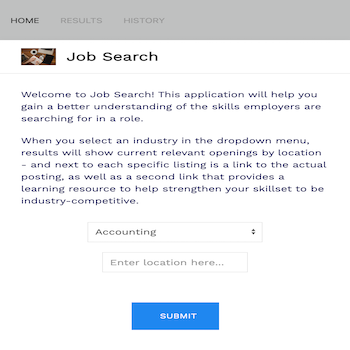 HOME RESULTS HISTORY
Job Search
Welcome to Job Search! This application will help you
gain a better understanding of the skills employers are
searching for in a role.
When you select an industry in the dropdown menu,
results will show current relevant openings by location
- and next to each specific listing is a link to the actual
posting, as well as a second link that provides a
learning resource to help strengthen your skillset to be
industry-competitive.
Accounting
Enter location here...
SUBMIT